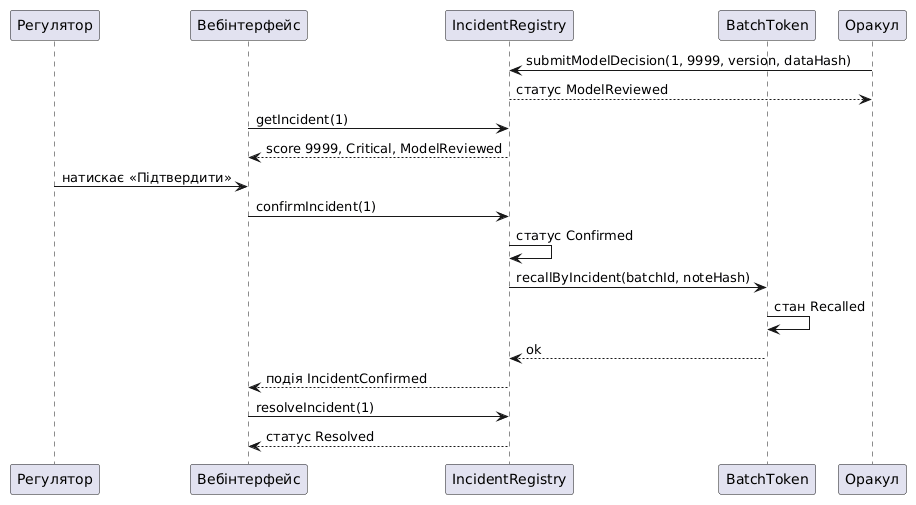 Регулятор
Вебінтерфейс
IncidentRegistry
BatchToken
Оракул
submitModelDecision(1, 9999, version, dataHash)
статус ModelReviewed
getIncident(1)
score 9999, Critical, ModelReviewed
натискає «Підтвердити»
confirmIncident(1)
статус Confirmed
recallByIncident(batchId, noteHash)
стан Recalled
ok
подія IncidentConfirmed
resolveIncident(1)
статус Resolved
Регулятор
Вебінтерфейс
IncidentRegistry
BatchToken
Оракул